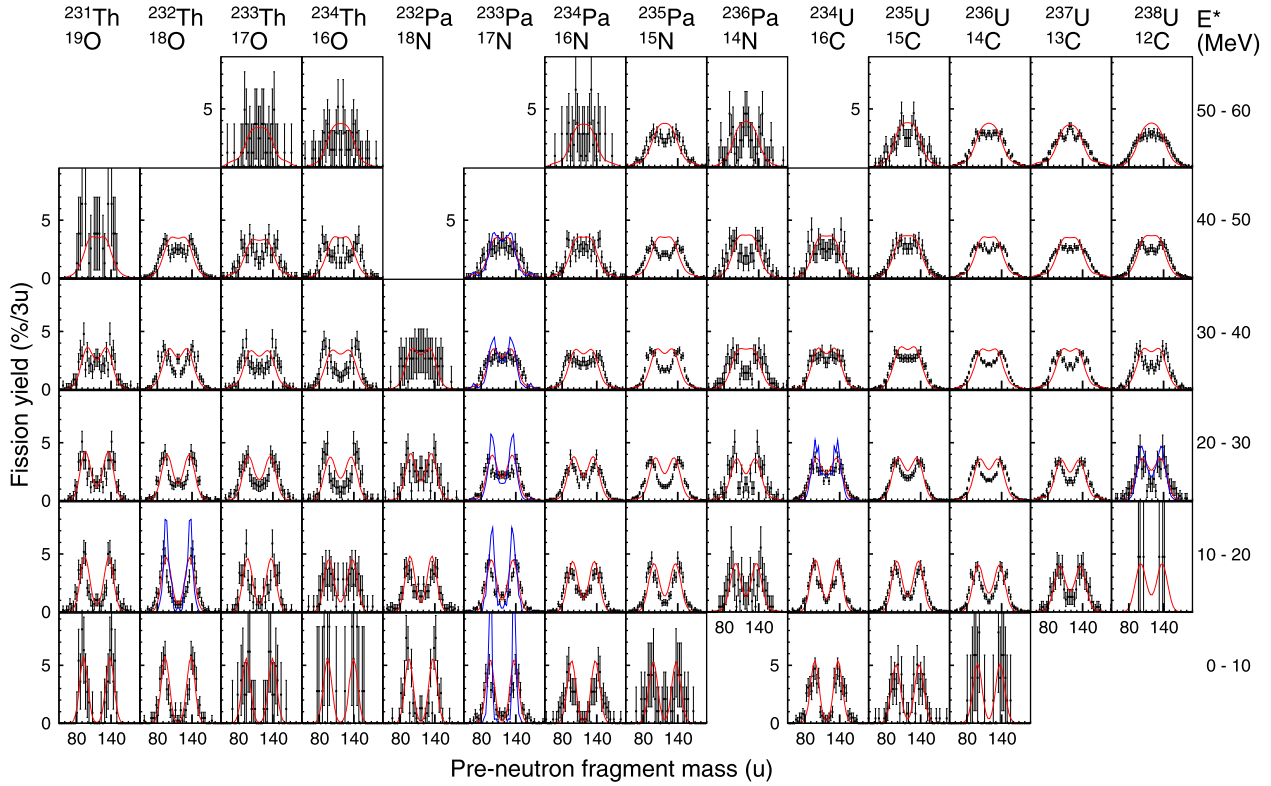 ²³¹Th ²³²Th ²³³Th ²³⁴Th ²³²Pa ²³³Pa ²³⁴Pa ²³⁵Pa ²³⁶Pa ²³⁴U ²³⁵U ²³⁶U ²³⁷U ²³⁸U E*
¹⁹O ¹⁸O ¹⁷O ¹⁶O ¹⁸N ¹⁷N ¹⁶N ¹⁵N ¹⁴N ¹⁶C ¹⁵C ¹⁴C ¹³C ¹²C (MeV)
5 5 5 50 - 60
5 5 40 - 50
0
5 30 - 40
0
Fission yield (%/3u)
5 20 - 30
0
5 10 - 20
0
80 140 80 140 80 140
5 5 0 - 10
0 0
80 140 80 140 80 140 80 140 80 140 80 140 80 140 80 140 80 140 80 140 80 140
Pre-neutron fragment mass (u)